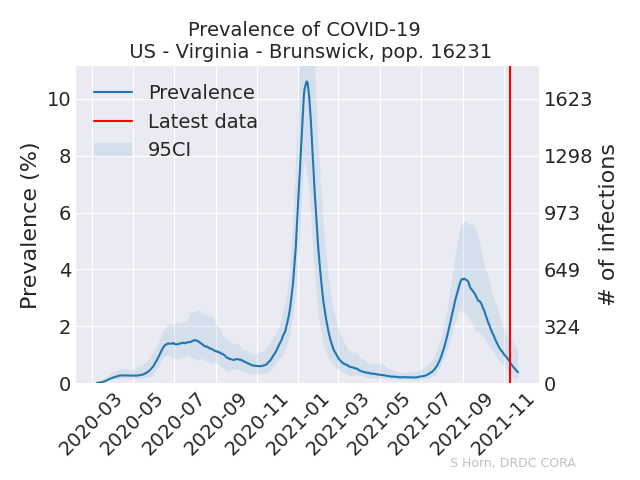 Prevalence of COVID-19
US - Virginia - Brunswick, pop. 16231
Prevalence (%)
10
8
6
4
2
0
Prevalence
Latest data
95CI
1623
1298
973
649
324
0
# of infections
2020-03
2020-05
2020-07
2020-09
2020-11
2021-01
2021-03
2021-05
2021-07
2021-09
2021-11
S Horn, DRDC CORA